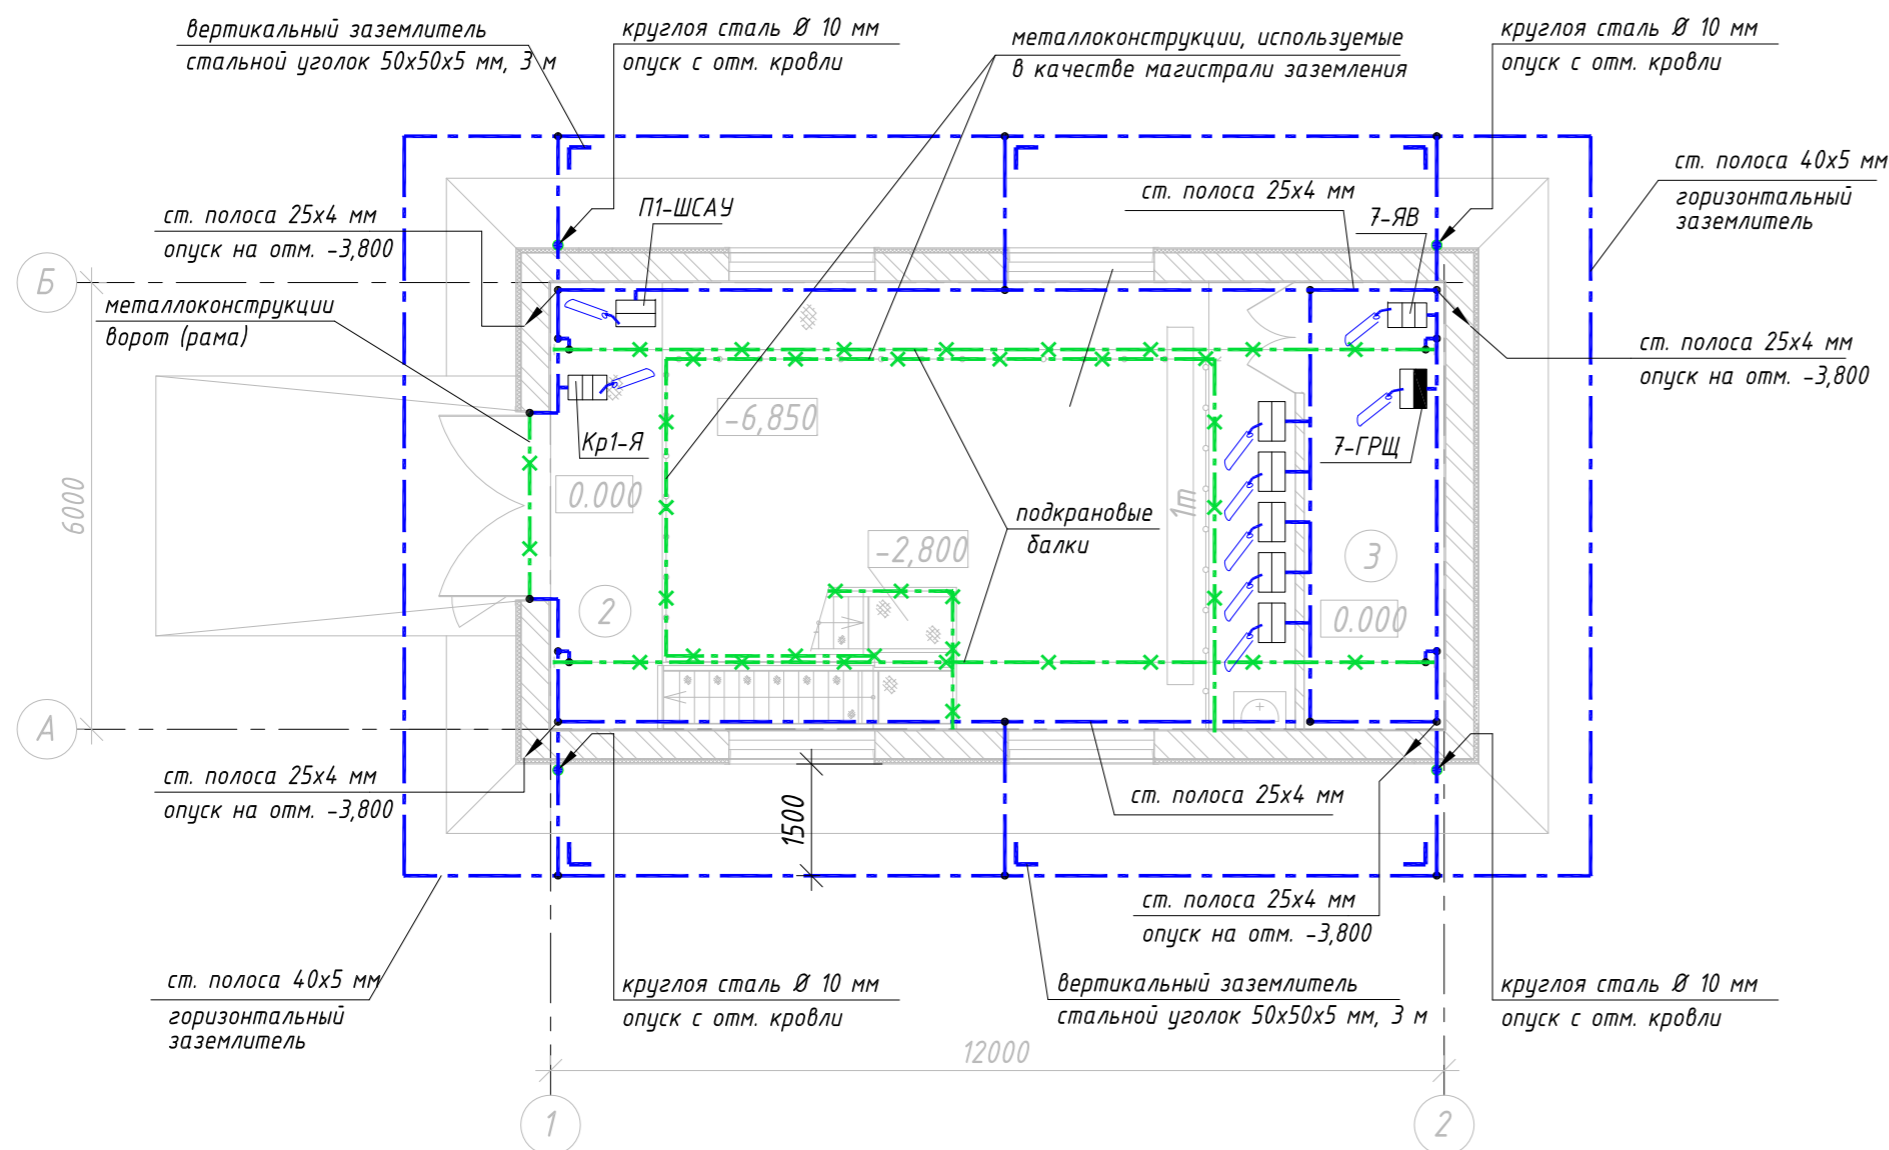 вертикальный заземлитель
стальной уголок 50х50х5 мм, 3 м
круглоя сталь Ø 10 мм
опуск с отм. кровли
металлоконструкции, используемые
в качестве магистрали заземления
круглоя сталь Ø 10 мм
опуск с отм. кровли
ст. полоса 40х5 мм
горизонтальный
заземлитель
ст. полоса 25х4 мм
опуск на отм. -3,800
П1-ШСАУ
ст. полоса 25х4 мм
7-ЯВ
Б
металлоконструкции
ворот (рама)
ст. полоса 25х4 мм
опуск на отм. -3,800
-6,850
Кр1-Я
7-ГРЩ
0.000
6000
1т
подкрановые
балки
-2,800
3
2
0.000
А
ст. полоса 25х4 мм
опуск на отм. -3,800
1500
ст. полоса 25х4 мм
ст. полоса 25х4 мм
опуск на отм. -3,800
ст. полоса 40х5 мм
горизонтальный
заземлитель
круглоя сталь Ø 10 мм
опуск с отм. кровли
вертикальный заземлитель
стальной уголок 50х50х5 мм, 3 м
круглоя сталь Ø 10 мм
опуск с отм. кровли
12000
1
2